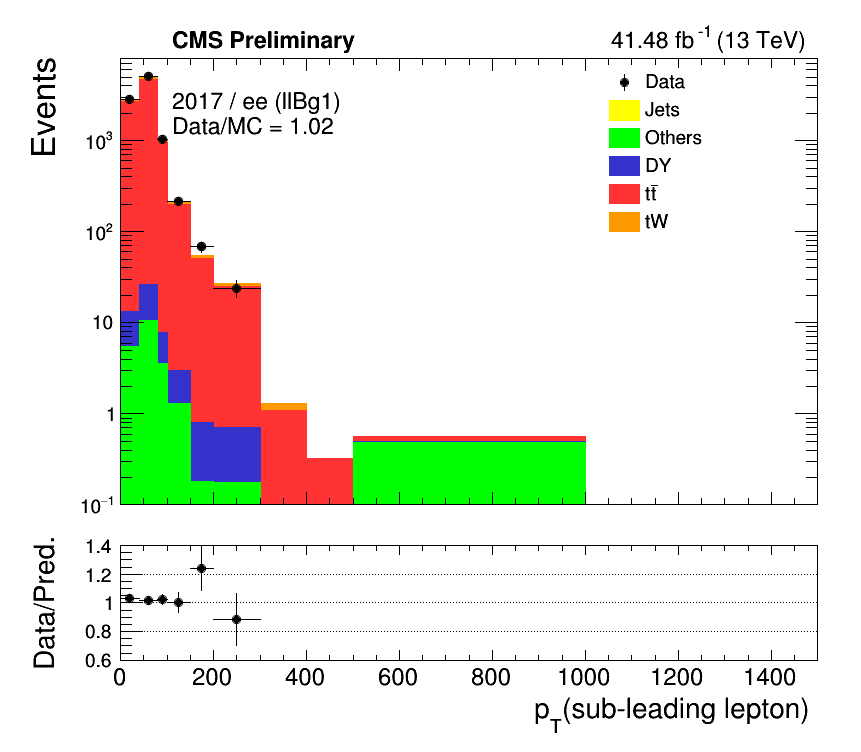 CMS Preliminary
41.48 fb⁻¹ (13 TeV)
Events
2017 / ee (llBg1)
Data/MC = 1.02
Data
Jets
Others
DY
tt̄
tW
10³
10²
10
1
10⁻¹
Data/Pred.
1.4
1.2
1
0.8
0.6
0 200 400 600 800 1000 1200 1400
p_T(sub-leading lepton)